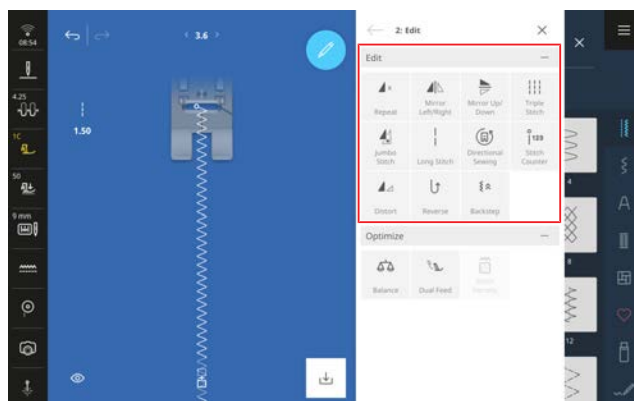 08:54
3.6
2: Edit
Edit
Repeat
Mirror
Left/Right
Mirror Up/
Down
Triple
Stitch
4.25
1.50
1C
123
Jumbo
Stitch
Long Stitch
Directional
Sewing
Stitch
Counter
4
50
Distort
Reverse
Backstep
A
9 mm
Optimize
8
Balance
Dual Feed
12